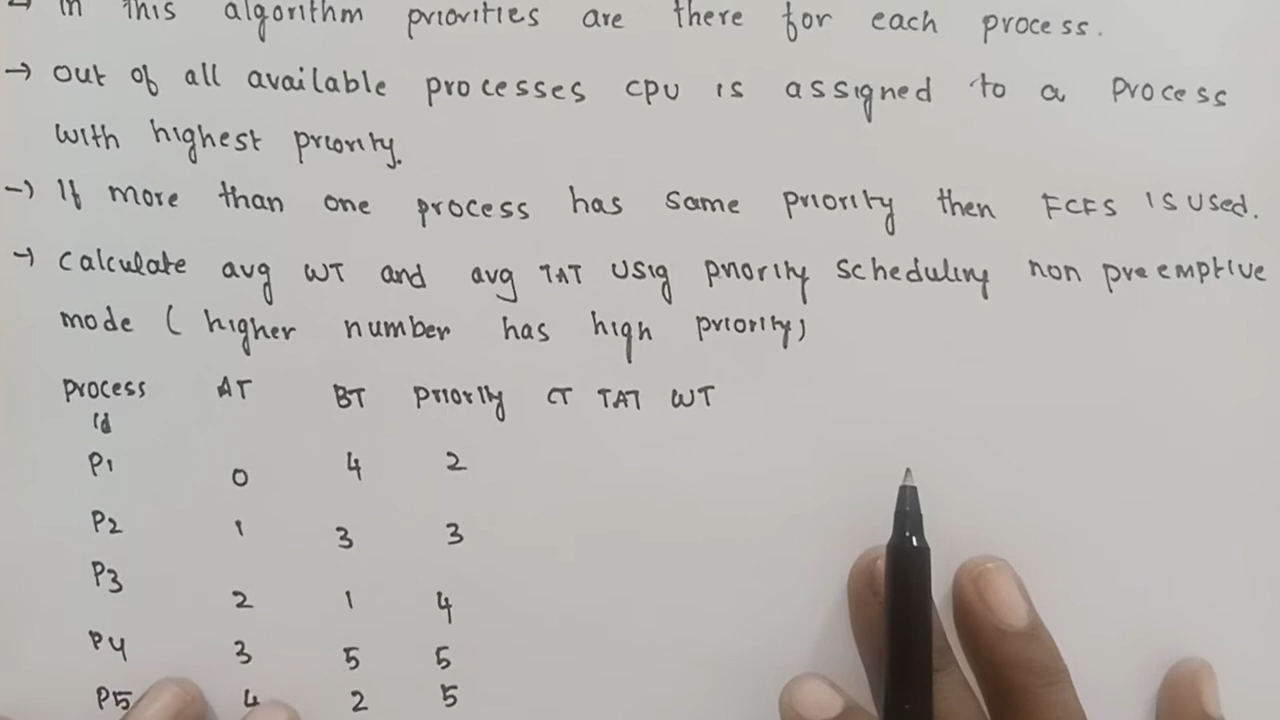 → In this algorithm priorities are there for each process.
→ out of all available processes cpu is assigned to a process
with highest priority.
→ If more than one process has same priority then FCFS is used.
→ calculate avg WT and avg TAT usig priority scheduling non preemptive
mode ( higher number has high priority)
process AT BT priority CT TAT WT
id
P1 0 4 2
P2 1 3 3
P3 2 1 4
P4 3 5 5
P5 4 2 5